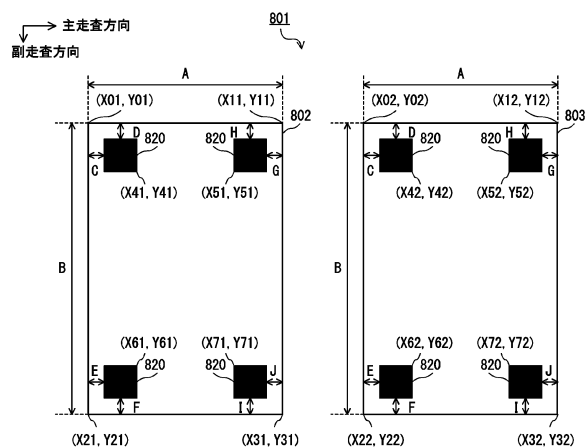 801
主走査方向
副走査方向
A A
(X01, Y01) (X11, Y11) 802 (X02, Y02) (X12, Y12) 803
D H D H
820 820 820 820
C G C G
(X41, Y41) (X51, Y51) (X42, Y42) (X52, Y52)
B B
(X61, Y61) (X71, Y71) (X62, Y62) (X72, Y72)
E 820 820 J E 820 820 J
F I F I
(X21, Y21) (X31, Y31) (X22, Y22) (X32, Y32)